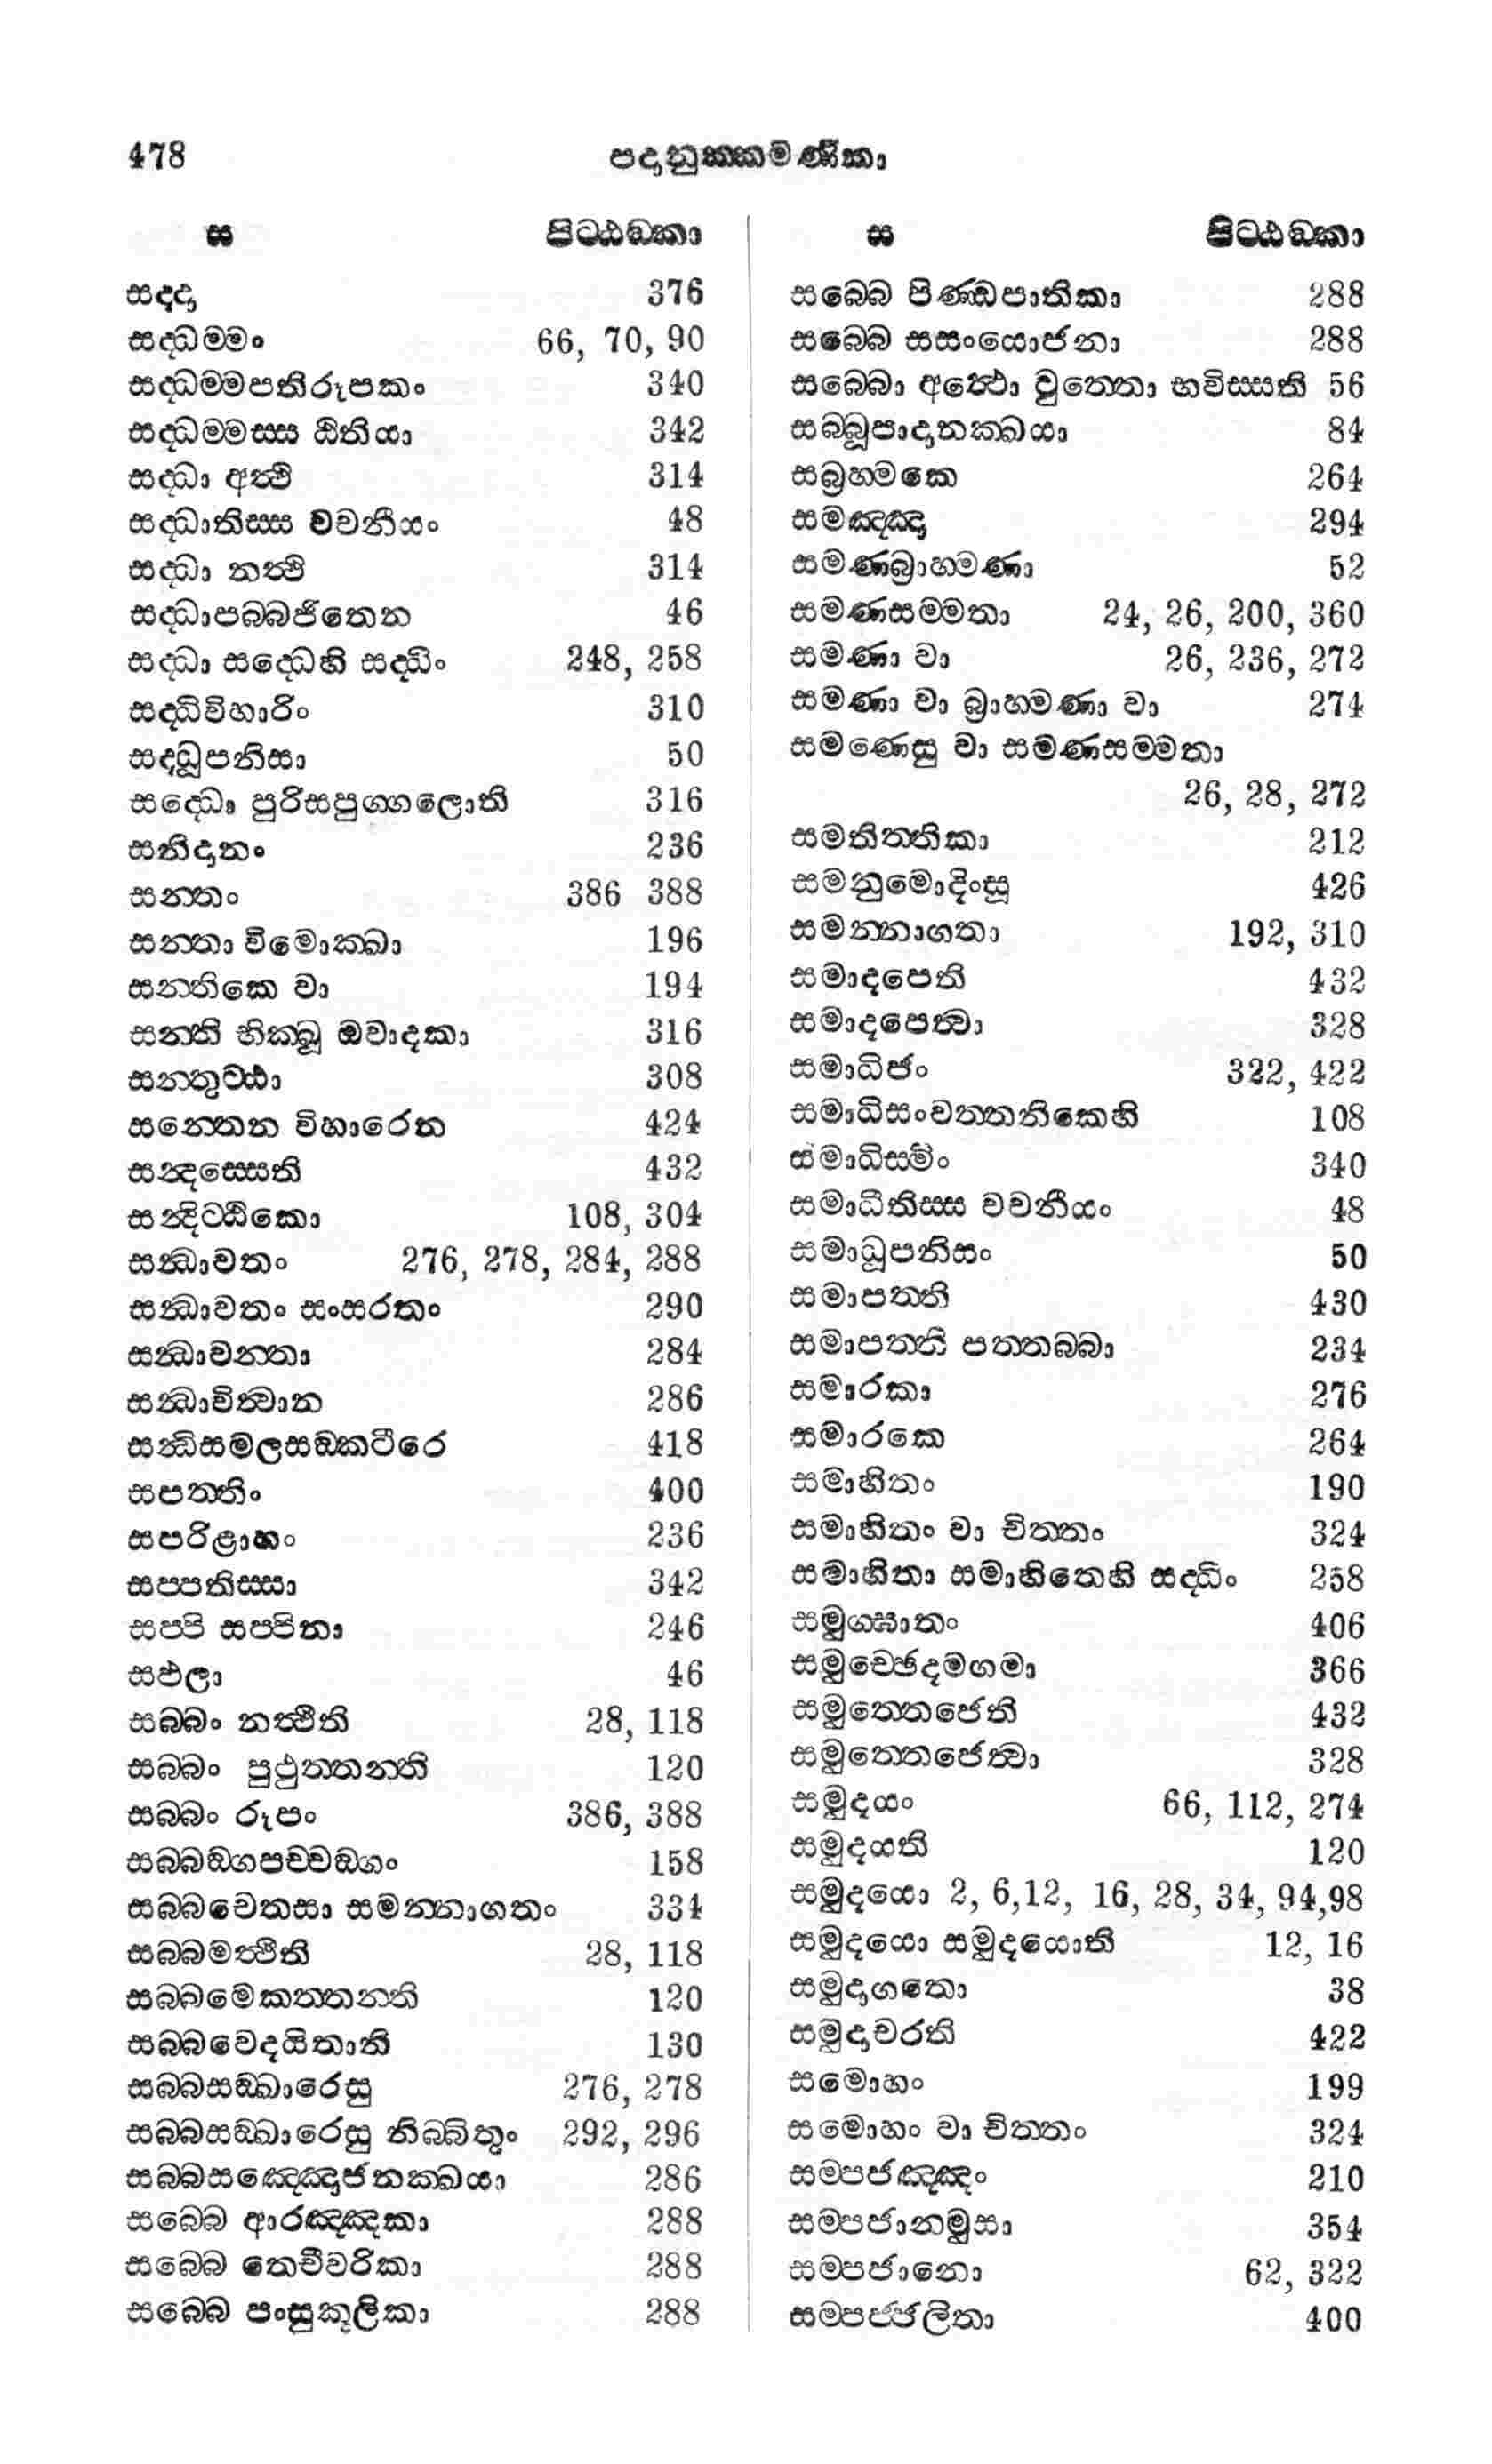 478 පදානුක්කමණිකා
ස පිට්ඨඞ්කා
සද්දා 376
සද්ධම්මං 66, 70, 90
සද්ධම්මපතිරූපකං 340
සද්ධම්මස්ස ඨිතියා 342
සද්ධා අත්ථි 314
සද්ධාතිස්ස වචනීයං 48
සද්ධා නත්ථි 314
සද්ධාපබ්බජිතෙන 46
සද්ධා සද්ධෙහි සද්ධිං 248, 258
සද්ධිවිහාරිං 310
සද්ධූපනිසා 50
සද්ධො පුරිසපුග්ගලොති 316
සනිදානං 236
සන්තං 386 388
සන්තා විමොක්ඛා 196
සන්තිකෙ වා 194
සන්ති භික්ඛූ ඔවාදකා 316
සන්තුට්ඨා 308
සන්තෙන විහාරෙන 424
සන්දස්සෙති 432
සන්දිට්ඨිකො 108, 304
සන්ධාවතං 276, 278, 284, 288
සන්ධාවතං සංසරතං 290
සන්ධාවන්තා 284
සන්ධාවිත්වාන 286
සන්ධිසමලසඞ්කටීරෙ 418
සපත්තිං 400
සපරිළාහං 236
සප්පතිස්සා 342
සප්පි සප්පිනා 246
සඵලා 46
සබ්බං නත්ථීති 28, 118
සබ්බං පුථුත්තන්ති 120
සබ්බං රූපං 386, 388
සබ්බඞ්ගපච්චඞ්ගං 158
සබ්බචෙතසා සමන්නාගතං 334
සබ්බමත්ථීති 28, 118
සබ්බමෙකත්තන්ති 120
සබ්බවෙදයිතානි 130
සබ්බසඞ්ඛාරෙසු 276, 278
සබ්බසඞ්ඛාරෙසු නිබ්බිතුං 292, 296
සබ්බසඤ්ඤොජනක්ඛයා 286
සබ්බෙ ආරඤ්ඤකා 288
සබ්බෙ තෙචීවරිකා 288
සබ්බෙ පංසුකූලිකා 288
ස පිට්ඨඞ්කා
සබ්බෙ පිණ්ඩපාතිකා 288
සබ්බෙ සසංයොජනා 288
සබ්බො අත්ථො වුත්තො භවිස්සති 56
සබ්බූපාදානක්ඛයා 84
සබ්‍රහ්මකෙ 264
සමඤ්ඤා 294
සමණබ්‍රාහ්මණා 52
සමණසම්මතා 24, 26, 200, 360
සමණා වා 26, 236, 272
සමණා වා බ්‍රාහ්මණා වා 274
සමණෙසු වා සමණසම්මතා
26, 28, 272
සමතිත්තිකා 212
සමනුමොදිංසූ 426
සමන්නාගතා 192, 310
සමාදපෙති 432
සමාදපෙත්වා 328
සමාධිජං 322, 422
සමාධිසංවත්තනිකෙහි 108
සමාධිස්මිං 340
සමාධීතිස්ස වචනීයං 48
සමාධූපනිසං 50
සමාපත්ති 430
සමාපත්තී පත්තබ්බා 234
සමාරකා 276
සමාරකෙ 264
සමාහිතං 190
සමාහිතං වා චිත්තං 324
සමාහිතා සමාහිතෙහි සද්ධිං 258
සමුග්ඝාතං 406
සමුච්ඡෙදමගමා 366
සමුත්තෙජෙති 432
සමුත්තෙජෙත්වා 328
සමුදයං 66, 112, 274
සමුදයති 120
සමුදයො 2, 6,12, 16, 28, 34, 94,98
සමුදයො සමුදයොති 12, 16
සමුදාගතො 38
සමුදාචරති 422
සමොහං 199
සමොහං වා චිත්තං 324
සම්පජඤ්ඤං 210
සම්පජානමුසා 354
සම්පජානො 62, 322
සම්පජ්ජලිතා 400